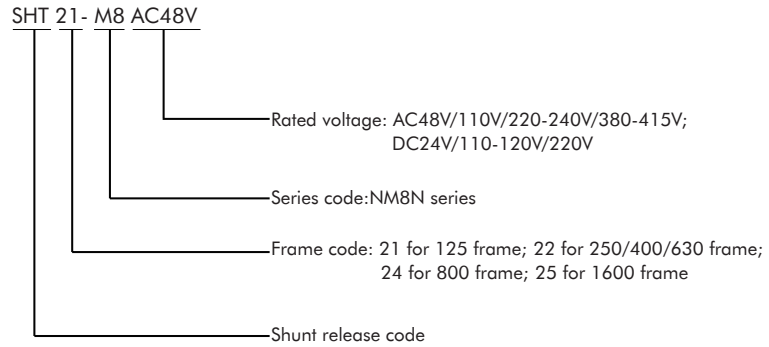 SHT 21- M8 AC48V
Rated voltage: AC48V/110V/220-240V/380-415V;
DC24V/110-120V/220V
Series code:NM8N series
Frame code: 21 for 125 frame; 22 for 250/400/630 frame;
24 for 800 frame; 25 for 1600 frame
Shunt release code